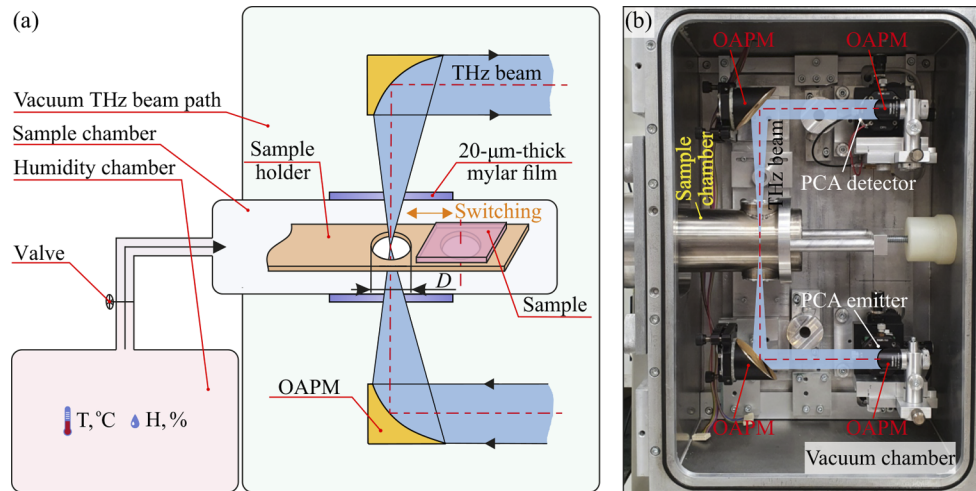 (a)
THz beam
Vacuum THz beam path
Sample chamber
Humidity chamber
Sample
holder
20-μm-thick
mylar film
Switching
Valve
D
Sample
OAPM
T, °C
H, %
(b)
OAPM
OAPM
THz beam
Sample
chamber
PCA detector
PCA emitter
OAPM
OAPM
Vacuum chamber